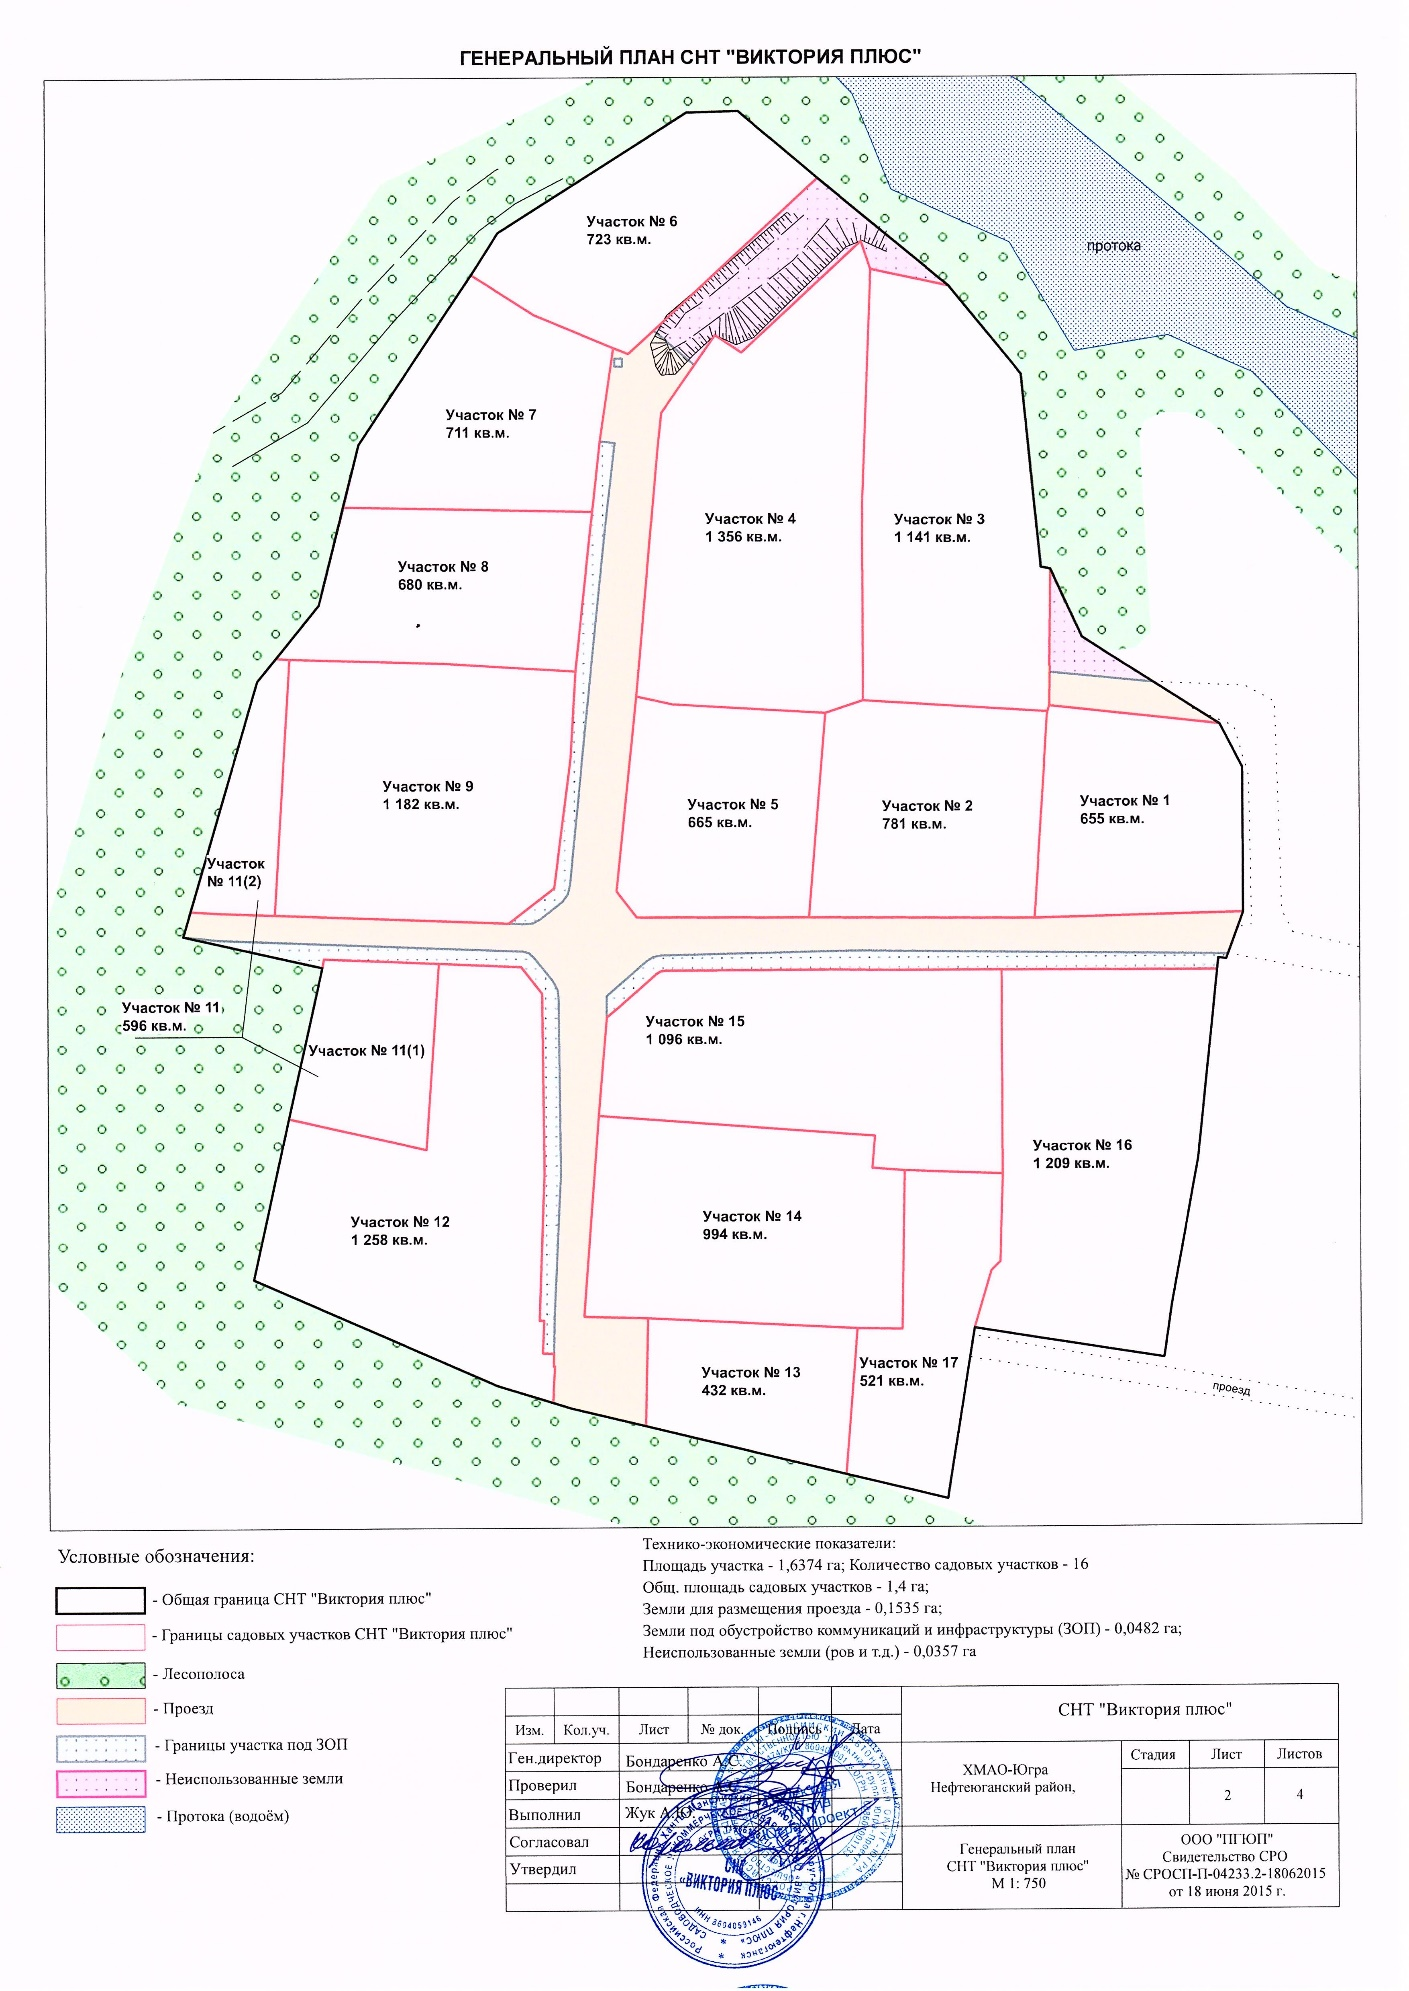 ГЕНЕРАЛЬНЫЙ ПЛАН СНТ "ВИКТОРИЯ ПЛЮС"
протока
Участок № 6
723 кв.м.
Участок № 7
711 кв.м.
Участок № 4
1 356 кв.м.
Участок № 3
1 141 кв.м.
Участок № 8
680 кв.м.
Участок № 9
1 182 кв.м.
Участок № 5
665 кв.м.
Участок № 2
781 кв.м.
Участок № 1
655 кв.м.
Участок
№ 11(2)
Участок № 11
596 кв.м.
Участок № 11(1)
Участок № 15
1 096 кв.м.
Участок № 16
1 209 кв.м.
Участок № 12
1 258 кв.м.
Участок № 14
994 кв.м.
Участок № 13
432 кв.м.
Участок № 17
521 кв.м.
проезд
Условные обозначения:
- Общая граница СНТ "Виктория плюс"
- Границы садовых участков СНТ "Виктория плюс"
- Лесополоса
- Проезд
- Границы участка под ЗОП
- Неиспользованные земли
- Протока (водоём)
Технико-экономические показатели:
Площадь участка - 1,6374 га; Количество садовых участков - 16
Общ. площадь садовых участков - 1,4 га;
Земли для размещения проезда - 0,1535 га;
Земли под обустройство коммуникаций и инфраструктуры (ЗОП) - 0,0482 га;
Неиспользованные земли (ров и т.д.) - 0,0357 га
Изм. Кол.уч. Лист № док. Подпись Дата
Ген.директор Бондаренко А.С.
Проверил Бондаренко А.С.
Выполнил Жук А.Ю.
Согласовал
Утвердил
СНТ "Виктория плюс"
ХМАО-Югра
Нефтеюганский район,
Стадия Лист Листов
2 4
Генеральный план
СНТ "Виктория плюс"
М 1: 750
ООО "ПГЮП"
Свидетельство СРО
№ СРОСП-П-04233.2-18062015
от 18 июня 2015 г.
СНТ
«ВИКТОРИЯ ПЛЮС»
ИНН 8604059146